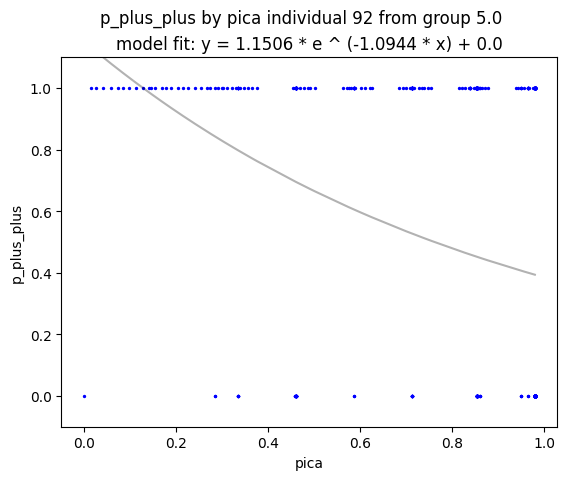 p_plus_plus by pica individual 92 from group 5.0
model fit: y = 1.1506 * e ^ (-1.0944 * x) + 0.0
p_plus_plus
1.0
0.8
0.6
0.4
0.2
0.0
0.0 0.2 0.4 0.6 0.8 1.0
pica